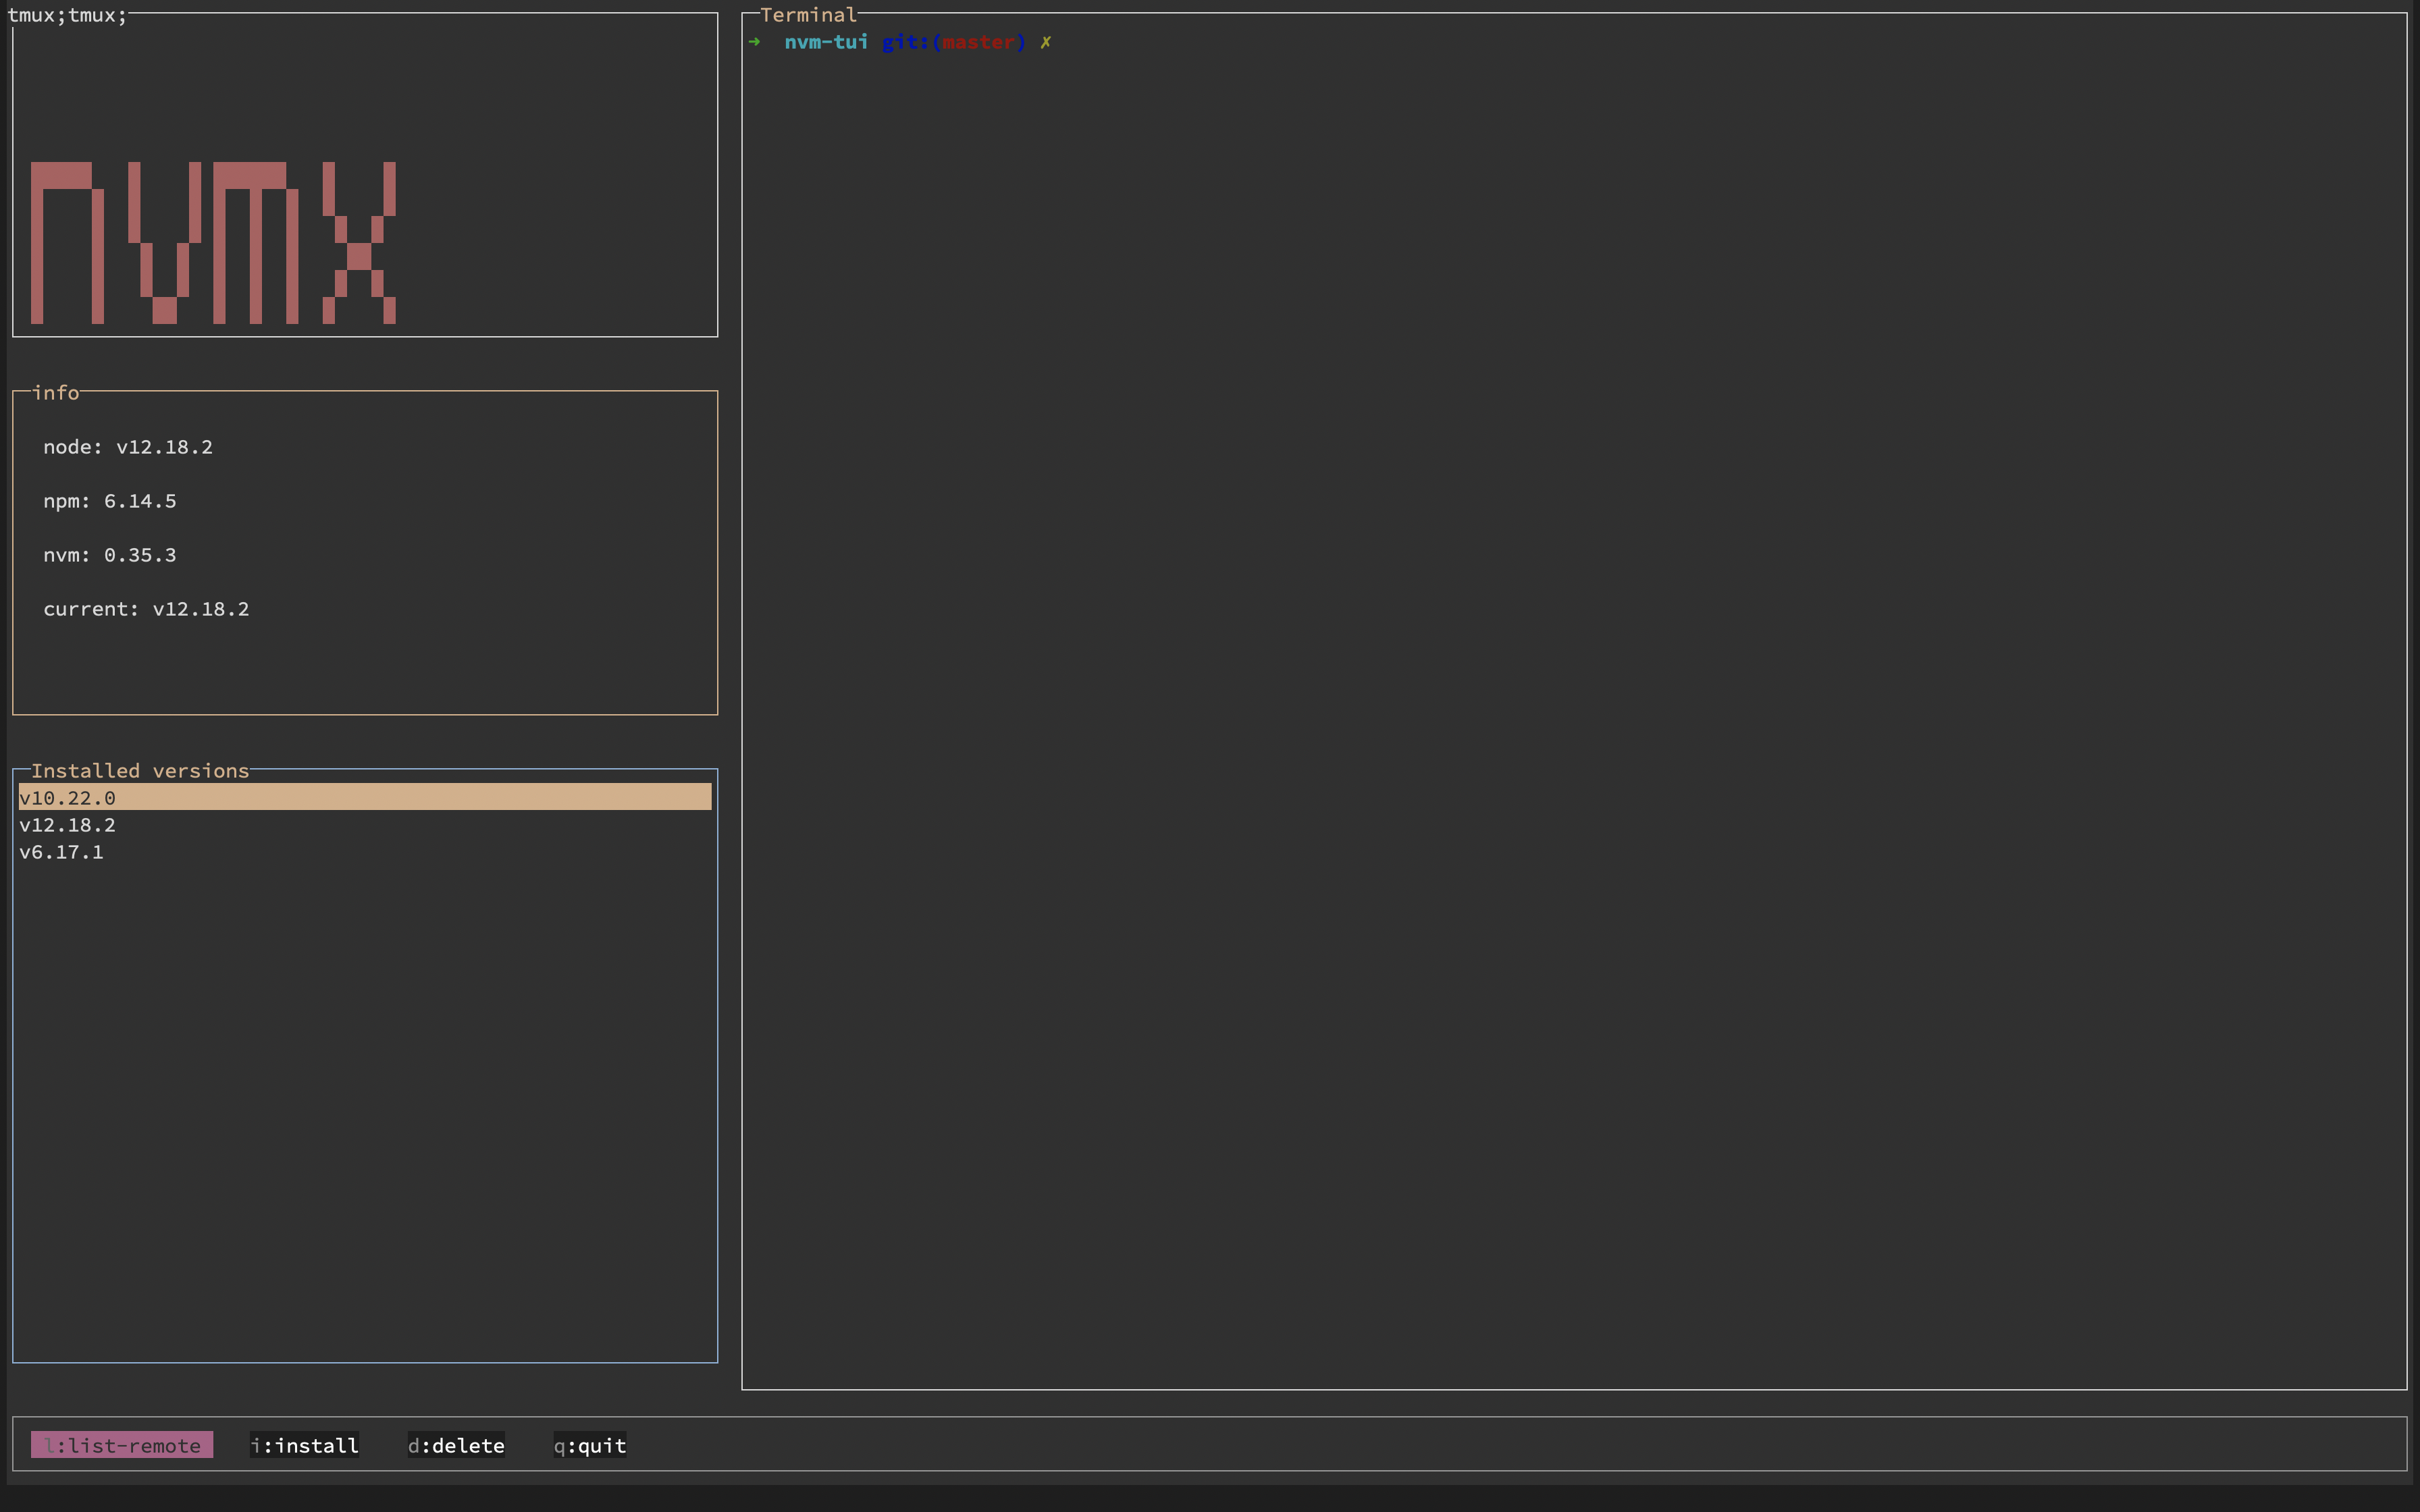 tmux;tmux;
nvmx
info
node: v12.18.2
npm: 6.14.5
nvm: 0.35.3
current: v12.18.2
Installed versions
v10.22.0
v12.18.2
v6.17.1
Terminal
➜ nvm-tui git:(master) ✗
l:list-remote i:install d:delete q:quit